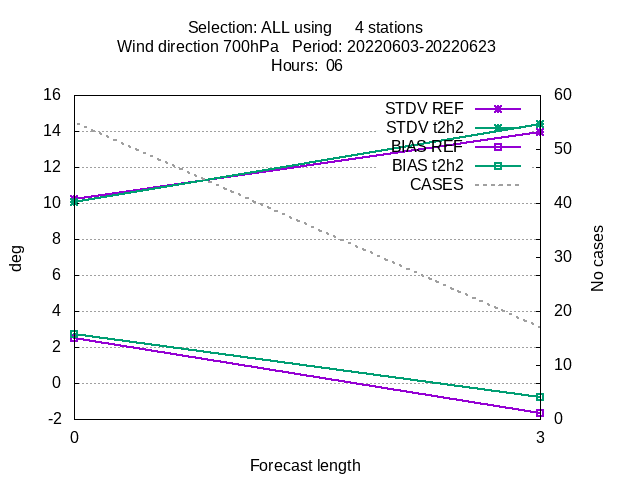 Selection: ALL using     4 stations
Wind direction 700hPa   Period: 20220603-20220623
Hours:  06
16
14
12
10
8
6
4
2
0
-2
deg
60
50
40
30
20
10
0
No cases
STDV REF
STDV t2h2
BIAS REF
BIAS t2h2
CASES
0
3
Forecast length